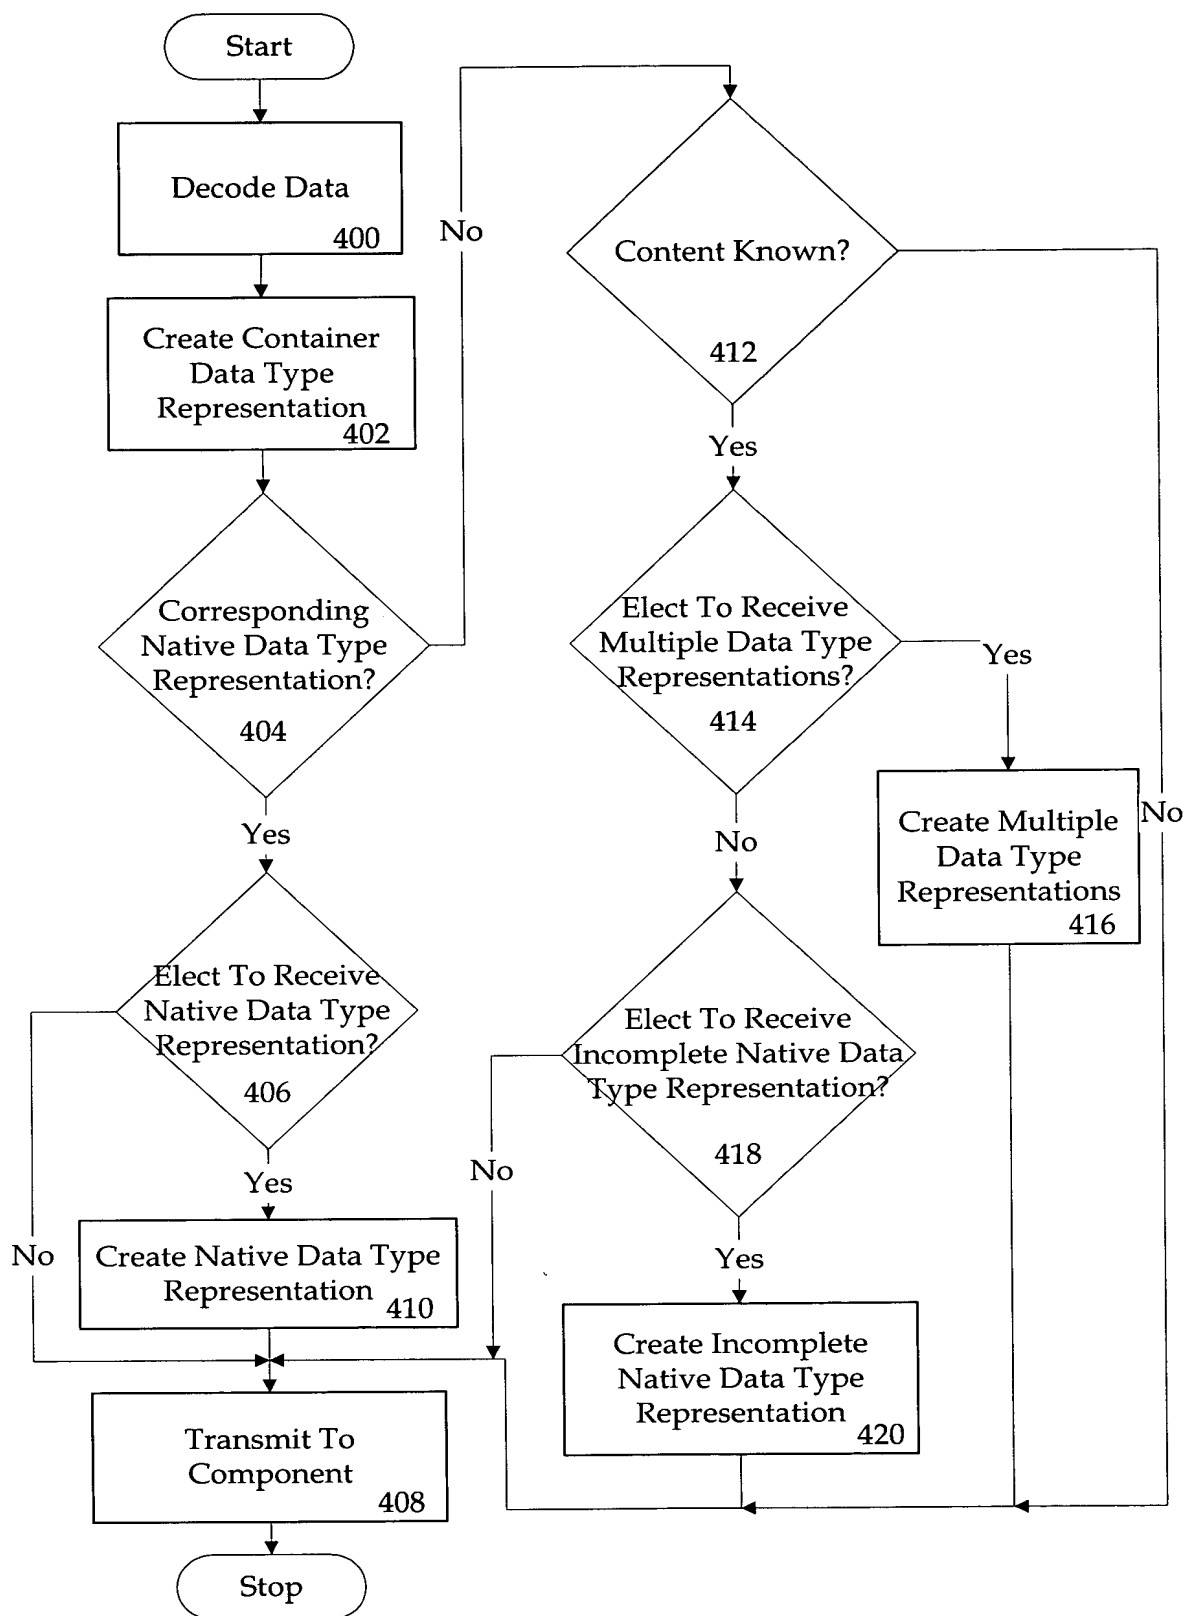 Start
Decode Data
400
Create Container
Data Type
Representation
402
Corresponding
Native Data Type
Representation?
404
Yes
No
Elect To Receive
Native Data Type
Representation?
406
Yes
No
Create Native Data Type
Representation
410
Transmit To
Component
408
Stop
Content Known?
412
Yes
No
Elect To Receive
Multiple Data Type
Representations?
414
Yes
No
Create Multiple
Data Type
Representations
416
Elect To Receive
Incomplete Native Data
Type Representation?
418
No
Yes
Create Incomplete
Native Data Type
Representation
420